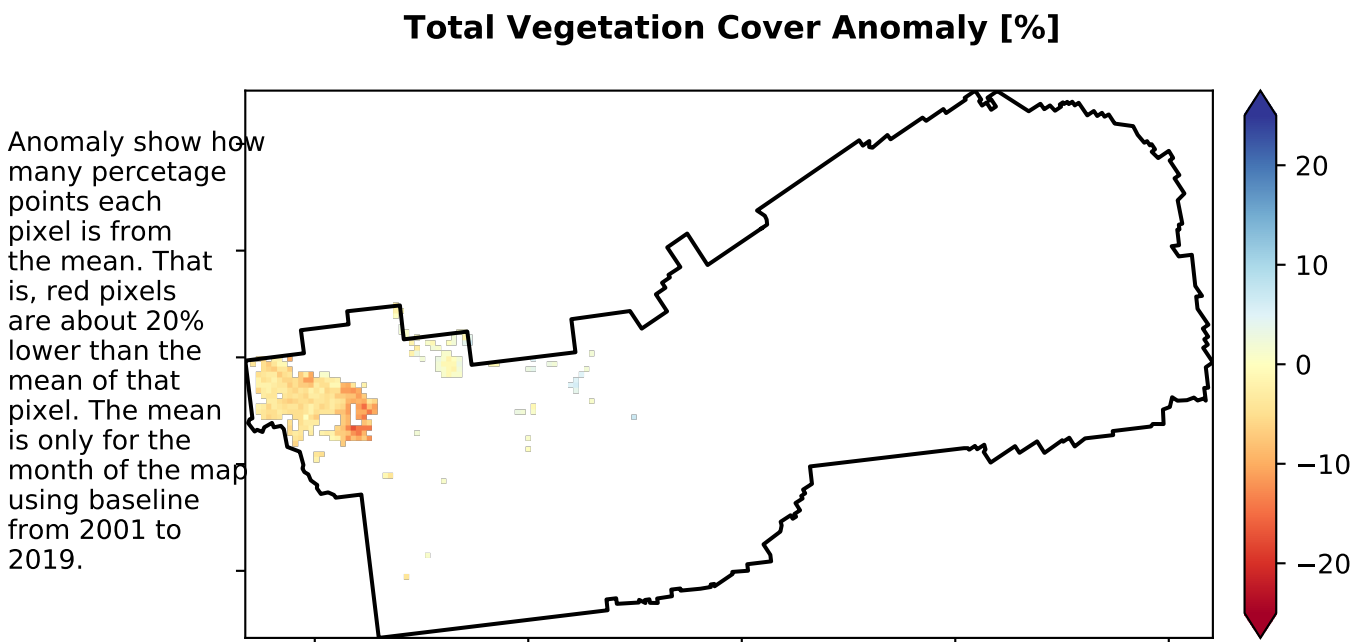 Total Vegetation Cover Anomaly [%]
Anomaly show how
many percetage
points each
pixel is from
the mean. That
is, red pixels
are about 20%
lower than the
mean of that
pixel. The mean
is only for the
month of the map
using baseline
from 2001 to
2019.
20
10
0
−10
−20